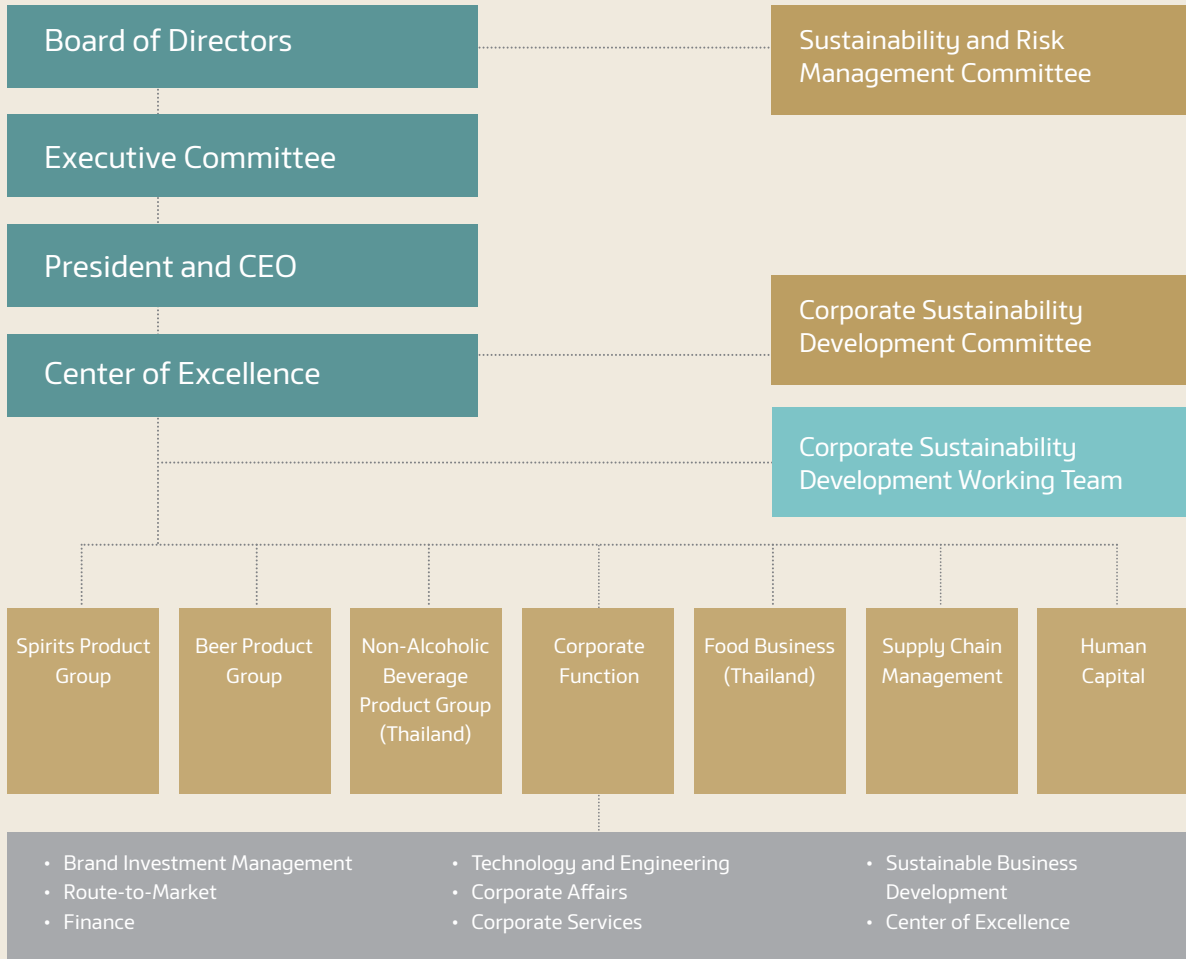 Board of Directors
Sustainability and Risk
Management Committee
Executive Committee
President and CEO
Corporate Sustainability
Development Committee
Center of Excellence
Corporate Sustainability
Development Working Team
Spirits Product
Group
Beer Product
Group
Non-Alcoholic
Beverage
Product Group
(Thailand)
Corporate
Function
Food Business
(Thailand)
Supply Chain
Management
Human
Capital
• Brand Investment Management
• Route-to-Market
• Finance
• Technology and Engineering
• Corporate Affairs
• Corporate Services
• Sustainable Business
Development
• Center of Excellence